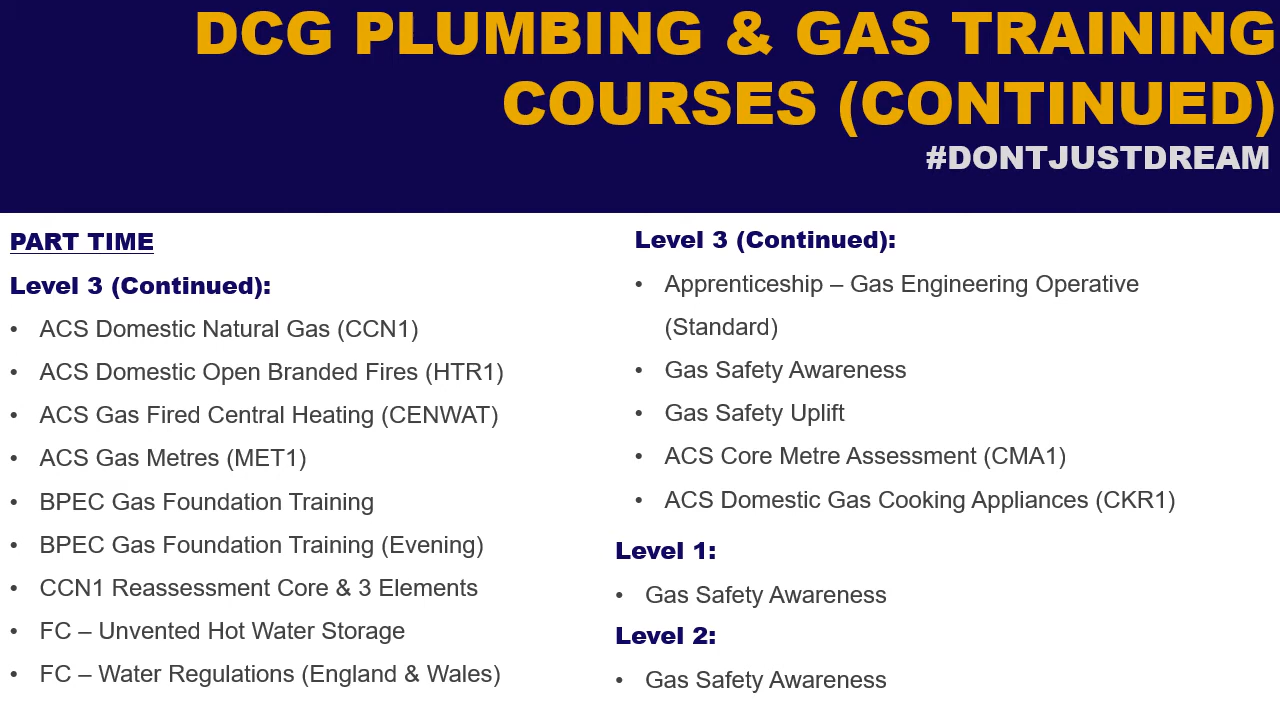 DCG PLUMBING & GAS TRAINING
COURSES (CONTINUED)
#DONTJUSTDREAM
PART TIME
Level 3 (Continued):
• ACS Domestic Natural Gas (CCN1)
• ACS Domestic Open Branded Fires (HTR1)
• ACS Gas Fired Central Heating (CENWAT)
• ACS Gas Metres (MET1)
• BPEC Gas Foundation Training
• BPEC Gas Foundation Training (Evening)
• CCN1 Reassessment Core & 3 Elements
• FC – Unvented Hot Water Storage
• FC – Water Regulations (England & Wales)
Level 3 (Continued):
• Apprenticeship – Gas Engineering Operative
(Standard)
• Gas Safety Awareness
• Gas Safety Uplift
• ACS Core Metre Assessment (CMA1)
• ACS Domestic Gas Cooking Appliances (CKR1)
Level 1:
• Gas Safety Awareness
Level 2:
• Gas Safety Awareness